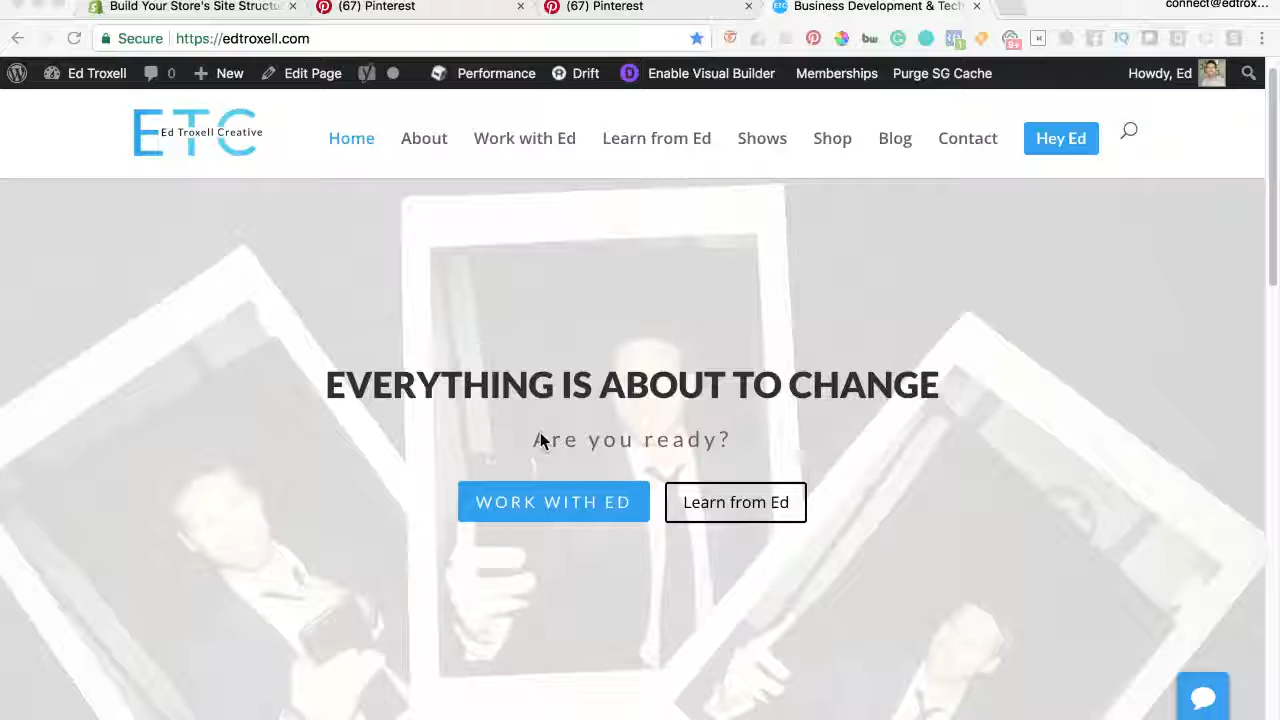 Build Your Store's Site Structu
(67) Pinterest
(67) Pinterest
Business Development & Tech
connect@edtrox...
Secure
https://edtroxell.com
Ed Troxell
0
New
Edit Page
Performance
Drift
Enable Visual Builder
Memberships
Purge SG Cache
Howdy, Ed
ETC
Ed Troxell Creative
Home
About
Work with Ed
Learn from Ed
Shows
Shop
Blog
Contact
Hey Ed
EVERYTHING IS ABOUT TO CHANGE
Are you ready?
WORK WITH ED
Learn from Ed